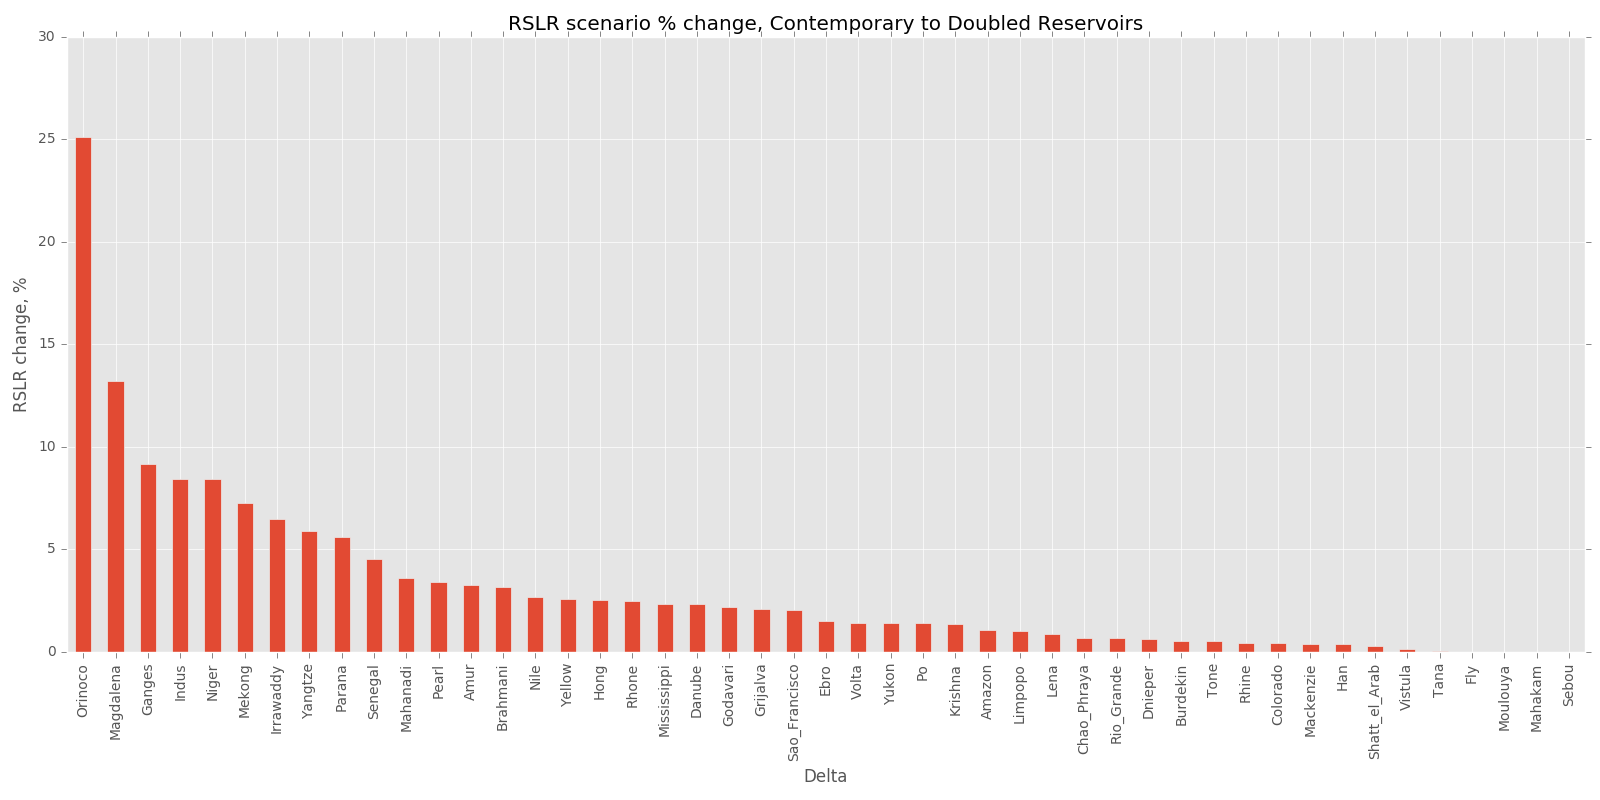 RSLR scenario % change, Contemporary to Doubled Reservoirs
RSLR change, %
30
25
20
15
10
5
0
Orinoco
Magdalena
Ganges
Indus
Niger
Mekong
Irrawaddy
Yangtze
Parana
Senegal
Mahanadi
Pearl
Amur
Brahmani
Nile
Yellow
Hong
Rhone
Mississippi
Danube
Godavari
Grijalva
Sao_Francisco
Ebro
Volta
Yukon
Po
Krishna
Amazon
Limpopo
Lena
Chao_Phraya
Rio_Grande
Dnieper
Burdekin
Tone
Rhine
Colorado
Mackenzie
Han
Shatt_el_Arab
Vistula
Tana
Fly
Moulouya
Mahakam
Sebou
Delta